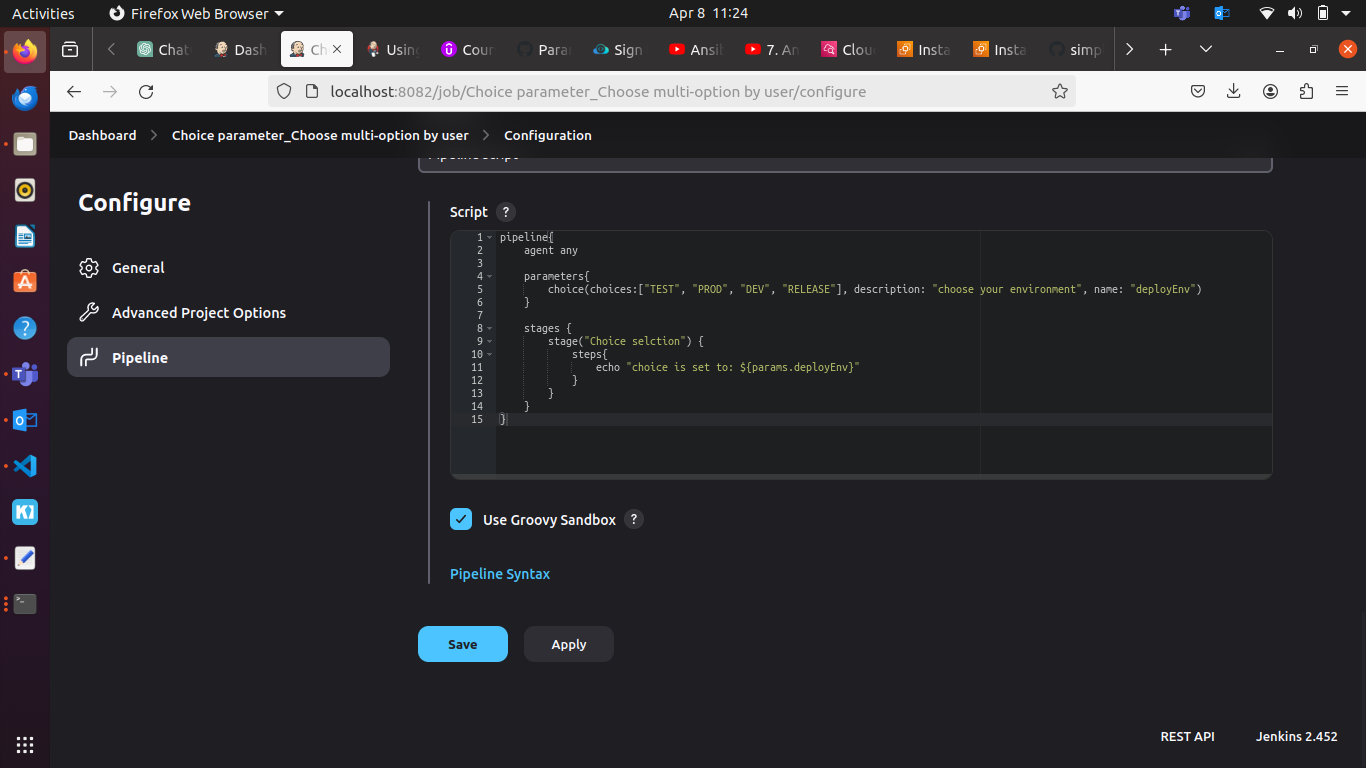 Activities
Firefox Web Browser
Apr 8 11:24
Chat
Dash
Ch
Using
Cour
Para
Sign
Ansil
7. An
Clou
Insta
Insta
simp
localhost:8082/job/Choice parameter_Choose multi-option by user/configure
Dashboard
Choice parameter_Choose multi-option by user
Configuration
Pipeline script
Configure
General
Advanced Project Options
Pipeline
Script ?
1 pipeline{
2 agent any
3
4 parameters{
5 choice(choices:["TEST", "PROD", "DEV", "RELEASE"], description: "choose your environment", name: "deployEnv")
6 }
7
8 stages {
9 stage("Choice selction") {
10 steps{
11 echo "choice is set to: ${params.deployEnv}"
12 }
13 }
14 }
15 }
Use Groovy Sandbox ?
Pipeline Syntax
Save
Apply
REST API
Jenkins 2.452